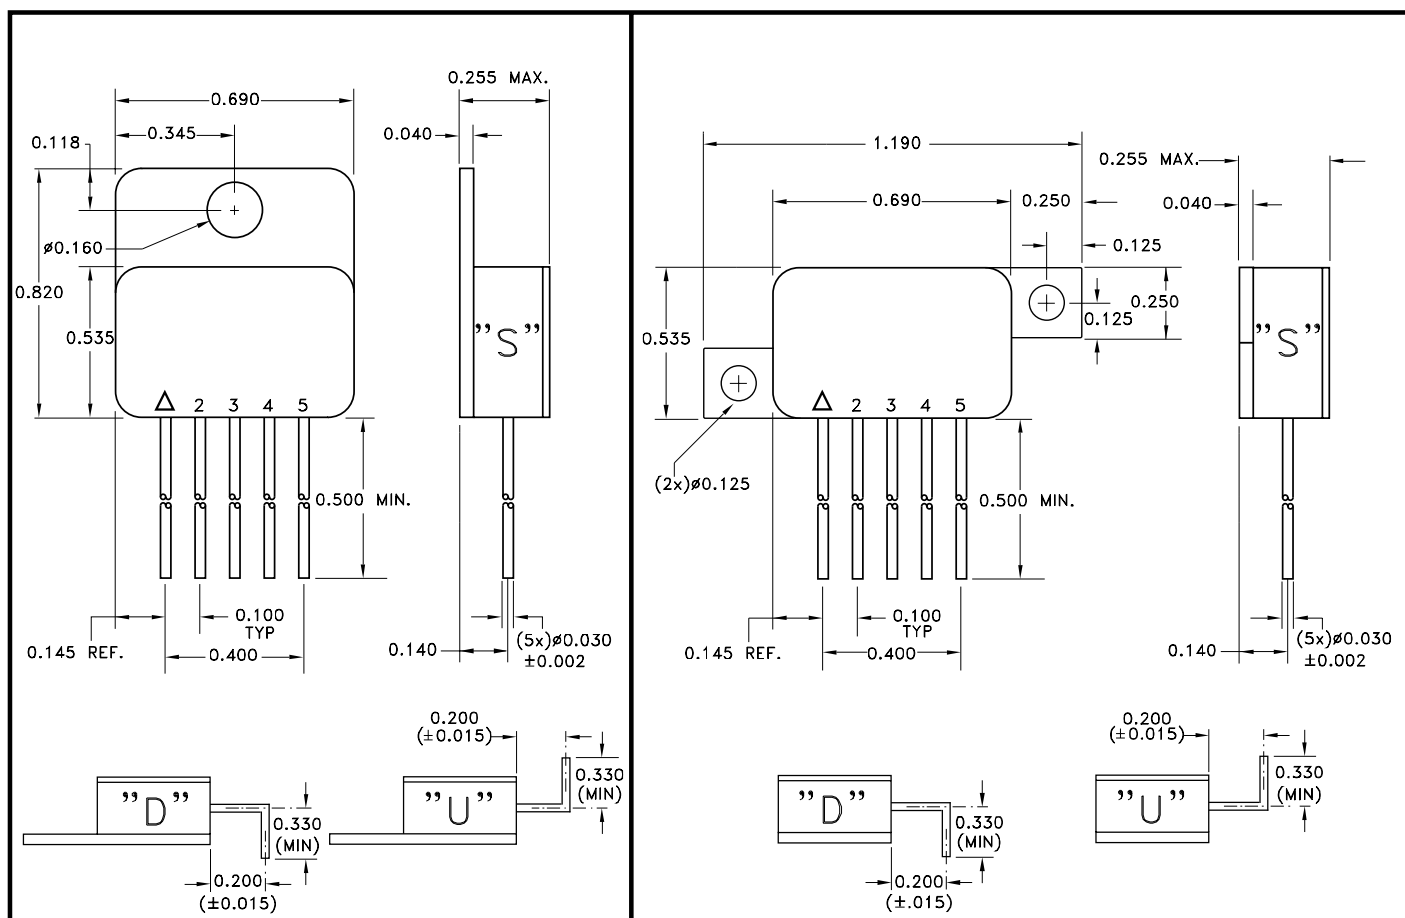 0.255 MAX.
0.690
0.345
0.040
0.118
ø0.160
0.820
0.535
"S"
2 3 4 5
0.500 MIN.
0.100
TYP
0.145 REF.
0.400
0.140
(5x)ø0.030
±0.002
0.200
(±0.015)
0.330
(MIN)
"D"
"U"
0.330
(MIN)
0.200
(±0.015)
1.190
0.255 MAX.
0.690
0.250
0.040
0.125
0.250
0.125
0.535
"S"
2 3 4 5
(2x)ø0.125
0.500 MIN.
0.100
TYP
0.145 REF.
0.400
0.140
(5x)ø0.030
±0.002
0.200
(±0.015)
0.330
(MIN)
"D"
"U"
0.330
(MIN)
0.200
(±.015)